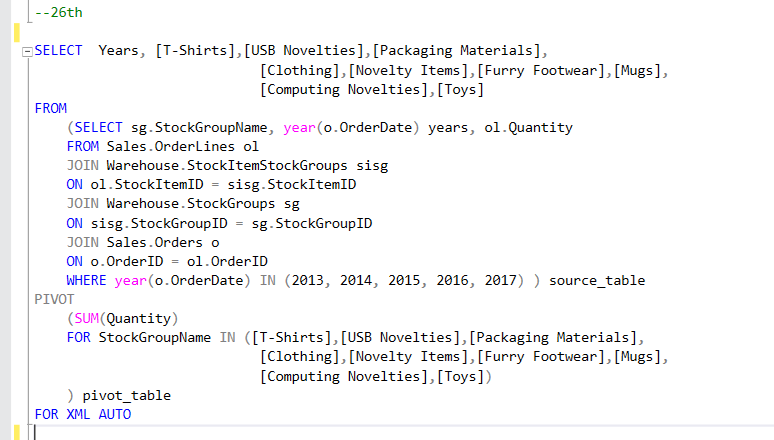 --26th
SELECT  Years, [T-Shirts],[USB Novelties],[Packaging Materials],
[Clothing],[Novelty Items],[Furry Footwear],[Mugs],
[Computing Novelties],[Toys]
FROM
(SELECT sg.StockGroupName, year(o.OrderDate) years, ol.Quantity
FROM Sales.OrderLines ol
JOIN Warehouse.StockItemStockGroups sisg
ON ol.StockItemID = sisg.StockItemID
JOIN Warehouse.StockGroups sg
ON sisg.StockGroupID = sg.StockGroupID
JOIN Sales.Orders o
ON o.OrderID = ol.OrderID
WHERE year(o.OrderDate) IN (2013, 2014, 2015, 2016, 2017) ) source_table
PIVOT
(SUM(Quantity)
FOR StockGroupName IN ([T-Shirts],[USB Novelties],[Packaging Materials],
[Clothing],[Novelty Items],[Furry Footwear],[Mugs],
[Computing Novelties],[Toys])
) pivot_table
FOR XML AUTO